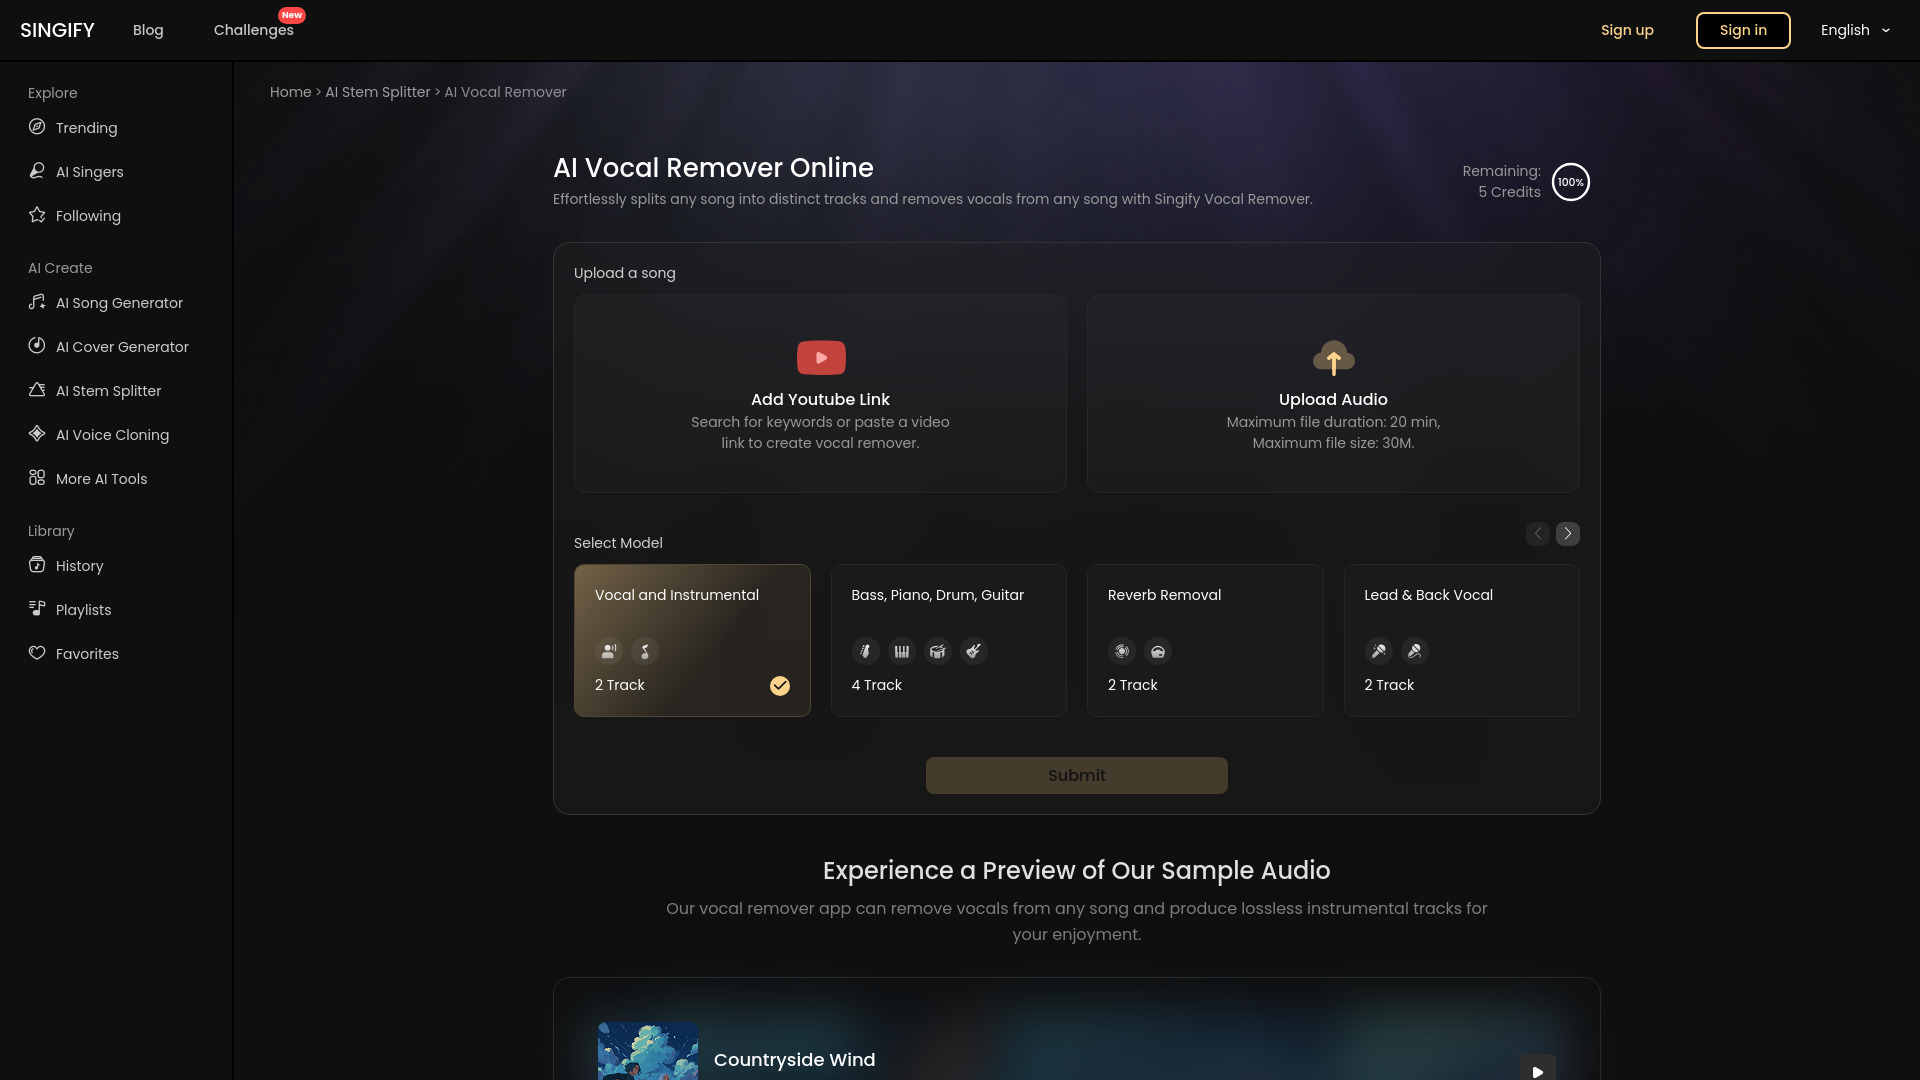 SINGIFY
Blog
Challenges
New
Sign up
Sign in
English
Explore
Trending
AI Singers
Following
AI Create
AI Song Generator
AI Cover Generator
AI Stem Splitter
AI Voice Cloning
More AI Tools
Library
History
Playlists
Favorites
Home > AI Stem Splitter > AI Vocal Remover
AI Vocal Remover Online
Effortlessly splits any song into distinct tracks and removes vocals from any song with Singify Vocal Remover.
Remaining:
5 Credits
100%
Upload a song
Add Youtube Link
Search for keywords or paste a video
link to create vocal remover.
Upload Audio
Maximum file duration: 20 min,
Maximum file size: 30M.
Select Model
Vocal and Instrumental
2 Track
Bass, Piano, Drum, Guitar
4 Track
Reverb Removal
2 Track
Lead & Back Vocal
2 Track
Submit
Experience a Preview of Our Sample Audio
Our vocal remover app can remove vocals from any song and produce lossless instrumental tracks for
your enjoyment.
Countryside Wind